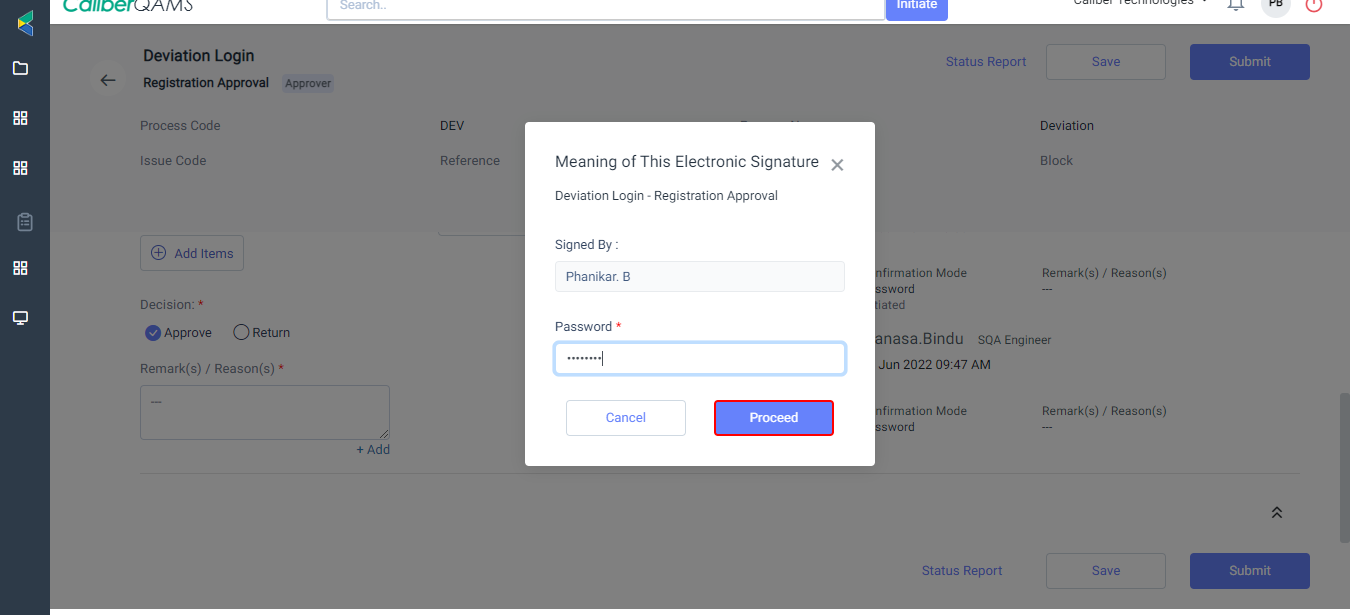 CaliberQAMS
Search..
Initiate
Caliber Technologies
PB
Deviation Login
Registration Approval Approver
Status Report
Save
Submit
Process Code
DEV
Deviation
Issue Code
Reference
Block
Meaning of This Electronic Signature
Deviation Login - Registration Approval
Signed By :
Phanikar. B
Password *
••••••••
Cancel
Proceed
Add Items
Decision: *
Approve
Return
Remark(s) / Reason(s) *
---
+ Add
nfirmation Mode
Remark(s) / Reason(s)
ssword
---
tiated
anasa.Bindu SQA Engineer
Jun 2022 09:47 AM
nfirmation Mode
Remark(s) / Reason(s)
ssword
---
Status Report
Save
Submit